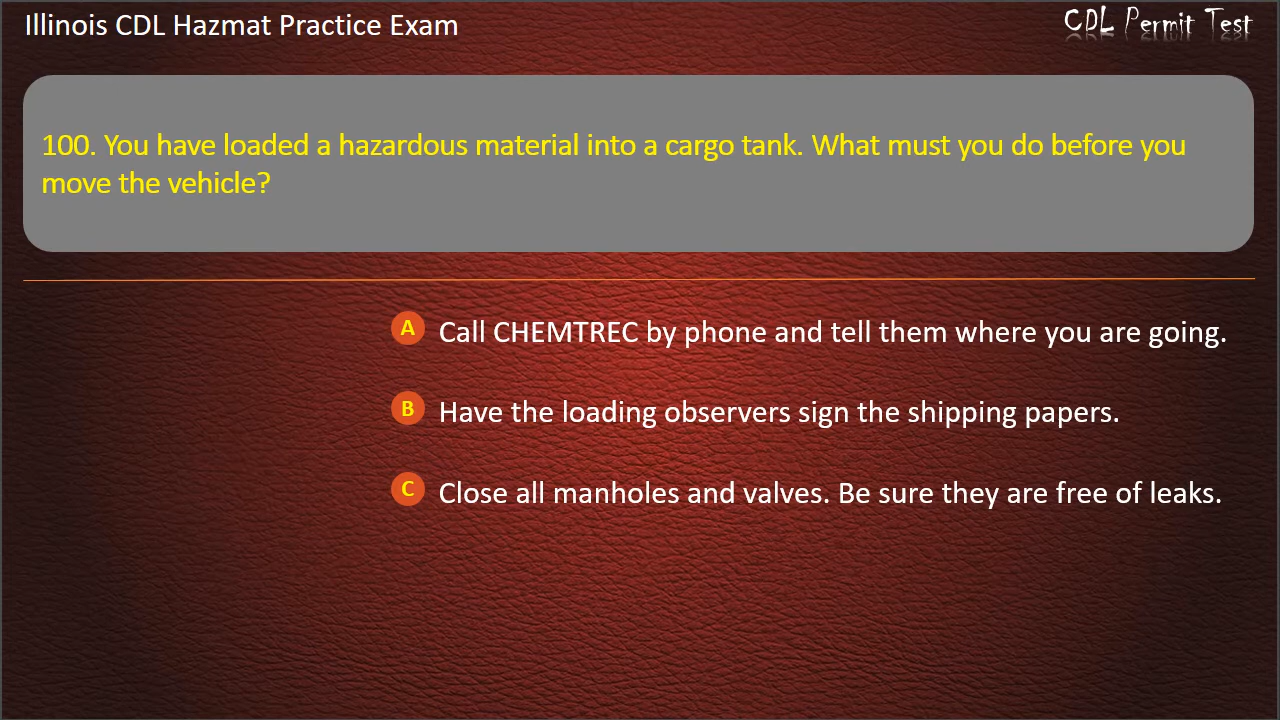 Illinois CDL Hazmat Practice Exam
CDL Permit Test
100. You have loaded a hazardous material into a cargo tank. What must you do before you
move the vehicle?
A Call CHEMTREC by phone and tell them where you are going.
B Have the loading observers sign the shipping papers.
C Close all manholes and valves. Be sure they are free of leaks.